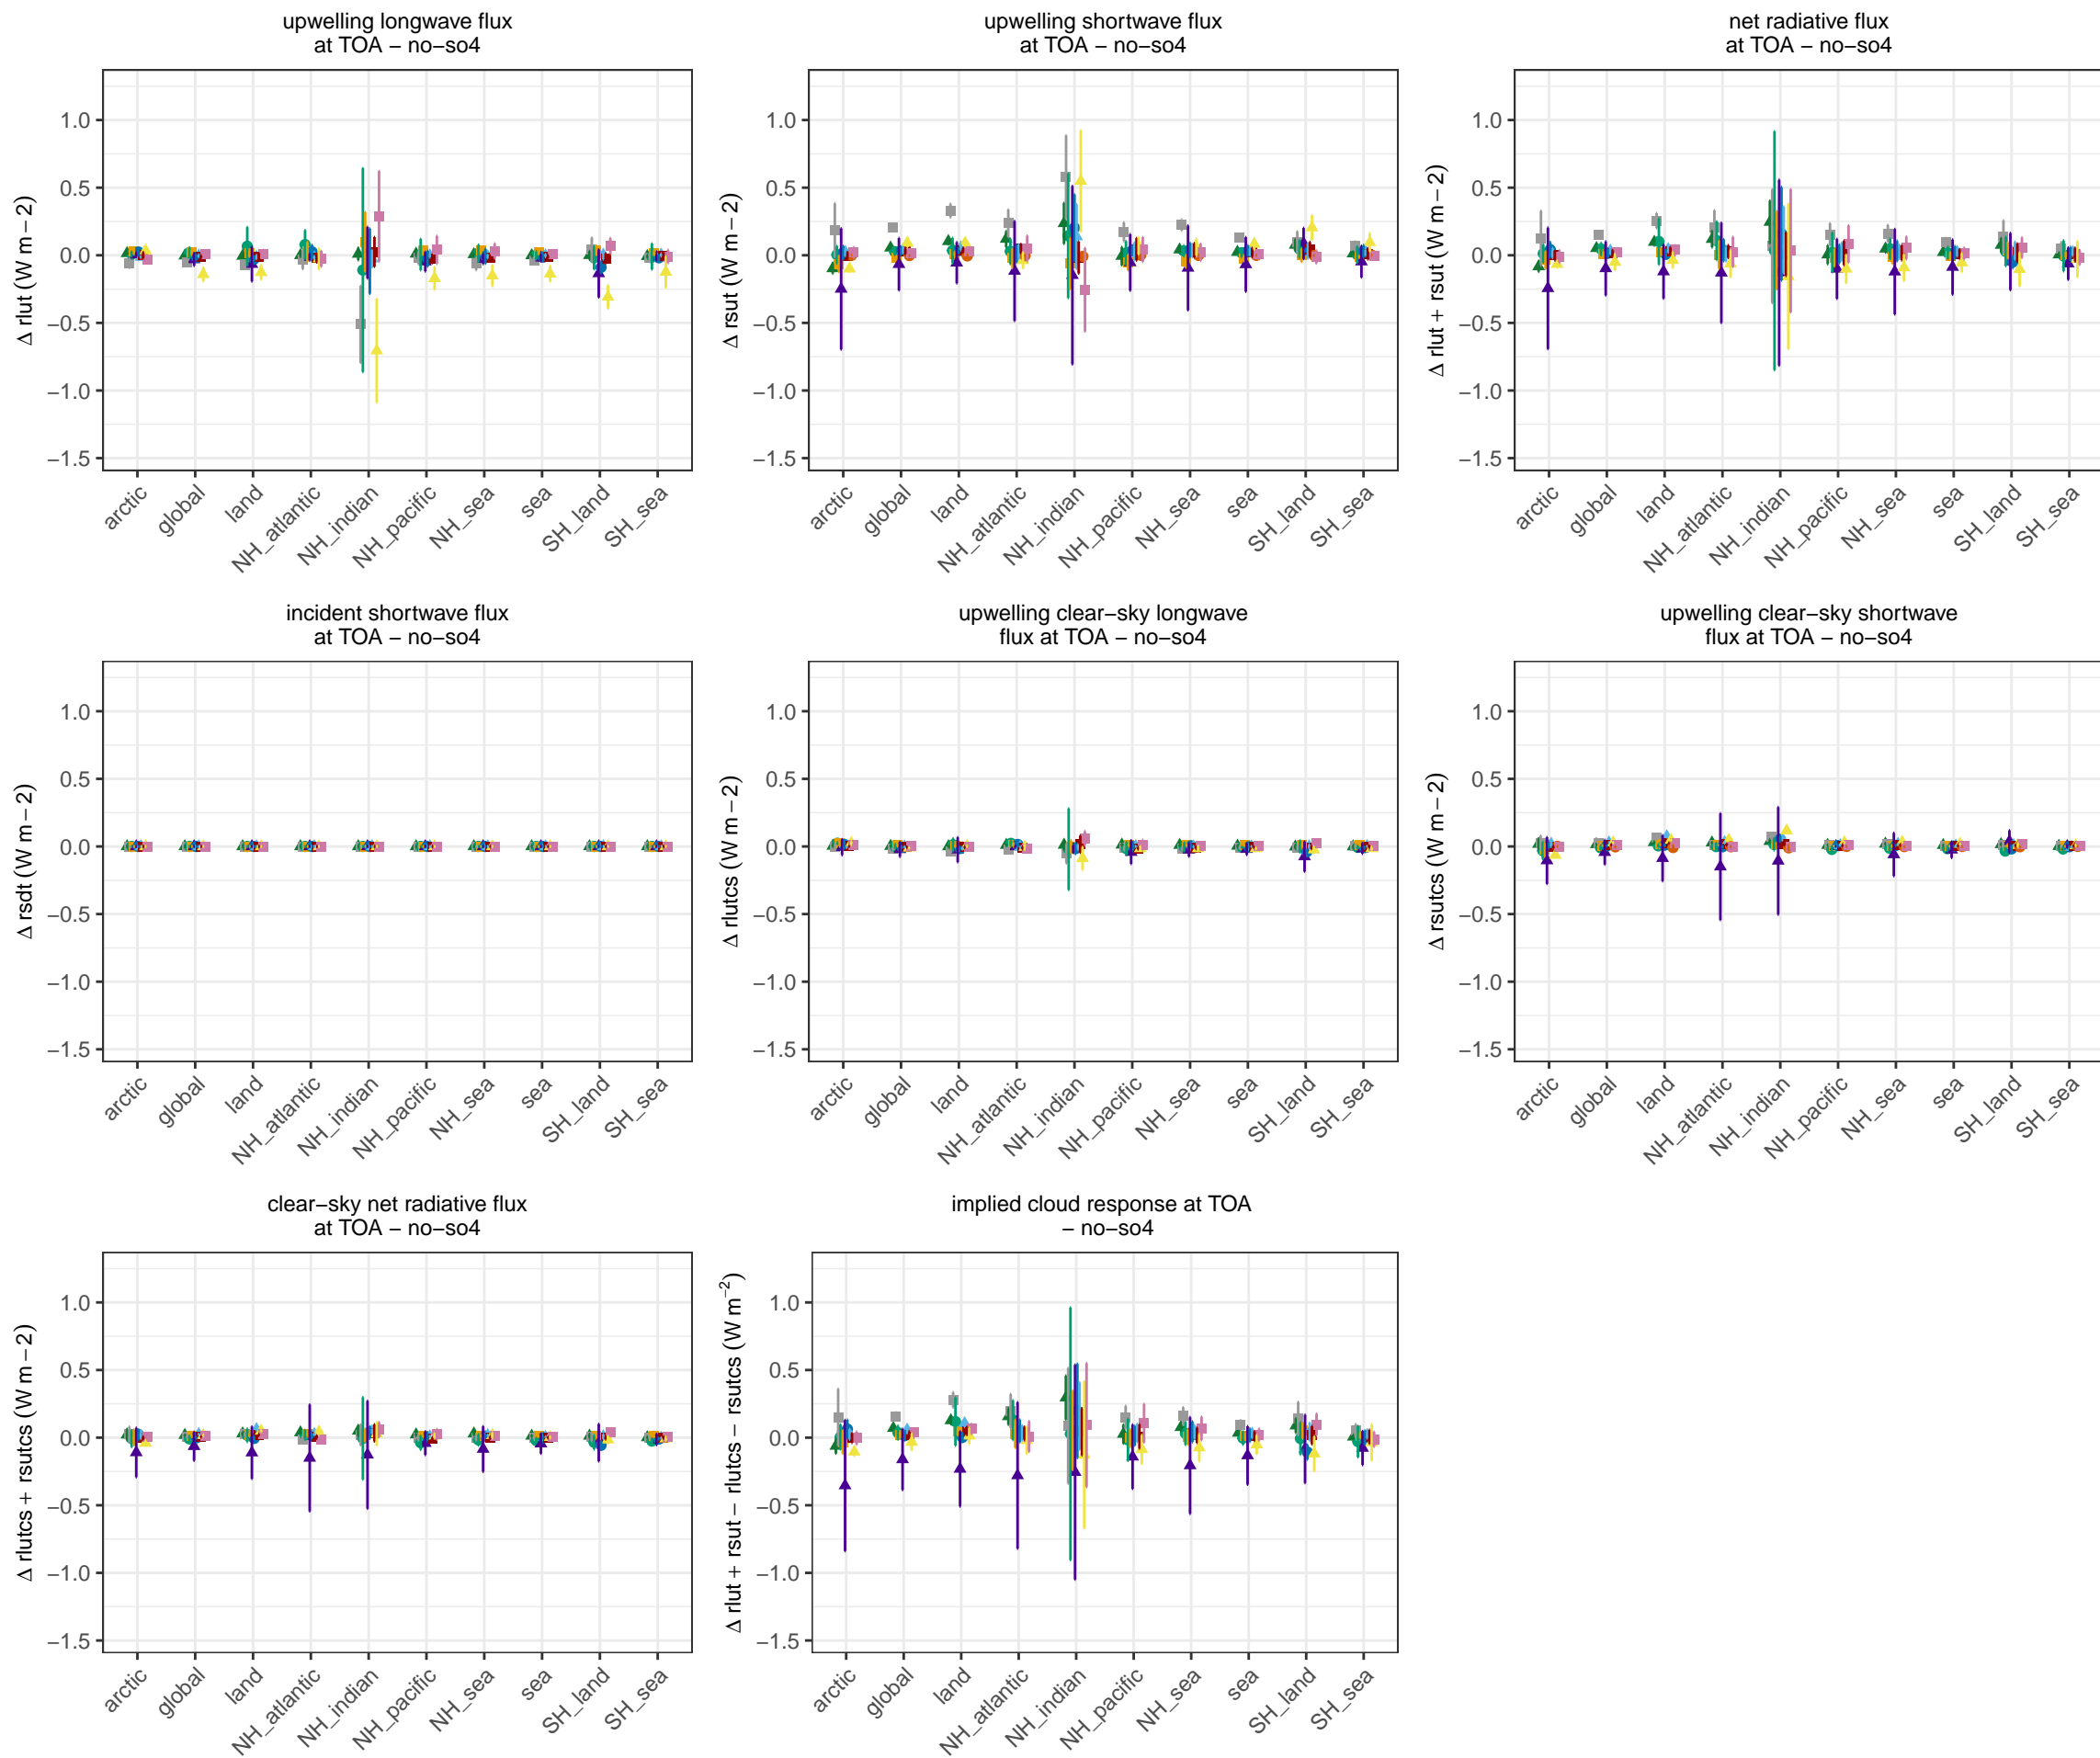 upwelling longwave flux
at TOA − no−so4
Δ rlut (W m − 2)
1.0
0.5
0.0
−0.5
−1.0
−1.5
arctic
global
land
NH_atlantic
NH_indian
NH_pacific
NH_sea
sea
SH_land
SH_sea
upwelling shortwave flux
at TOA − no−so4
Δ rsut (W m − 2)
1.0
0.5
0.0
−0.5
−1.0
−1.5
arctic
global
land
NH_atlantic
NH_indian
NH_pacific
NH_sea
sea
SH_land
SH_sea
net radiative flux
at TOA − no−so4
Δ rlut + rsut (W m − 2)
1.0
0.5
0.0
−0.5
−1.0
−1.5
arctic
global
land
NH_atlantic
NH_indian
NH_pacific
NH_sea
sea
SH_land
SH_sea
incident shortwave flux
at TOA − no−so4
Δ rsdt (W m − 2)
1.0
0.5
0.0
−0.5
−1.0
−1.5
arctic
global
land
NH_atlantic
NH_indian
NH_pacific
NH_sea
sea
SH_land
SH_sea
upwelling clear−sky longwave
flux at TOA − no−so4
Δ rlutcs (W m − 2)
1.0
0.5
0.0
−0.5
−1.0
−1.5
arctic
global
land
NH_atlantic
NH_indian
NH_pacific
NH_sea
sea
SH_land
SH_sea
upwelling clear−sky shortwave
flux at TOA − no−so4
Δ rsutcs (W m − 2)
1.0
0.5
0.0
−0.5
−1.0
−1.5
arctic
global
land
NH_atlantic
NH_indian
NH_pacific
NH_sea
sea
SH_land
SH_sea
clear−sky net radiative flux
at TOA − no−so4
Δ rlutcs + rsutcs (W m − 2)
1.0
0.5
0.0
−0.5
−1.0
−1.5
arctic
global
land
NH_atlantic
NH_indian
NH_pacific
NH_sea
sea
SH_land
SH_sea
implied cloud response at TOA
− no−so4
Δ rlut + rsut − rlutcs − rsutcs (W m⁻²)
1.0
0.5
0.0
−0.5
−1.0
−1.5
arctic
global
land
NH_atlantic
NH_indian
NH_pacific
NH_sea
sea
SH_land
SH_sea